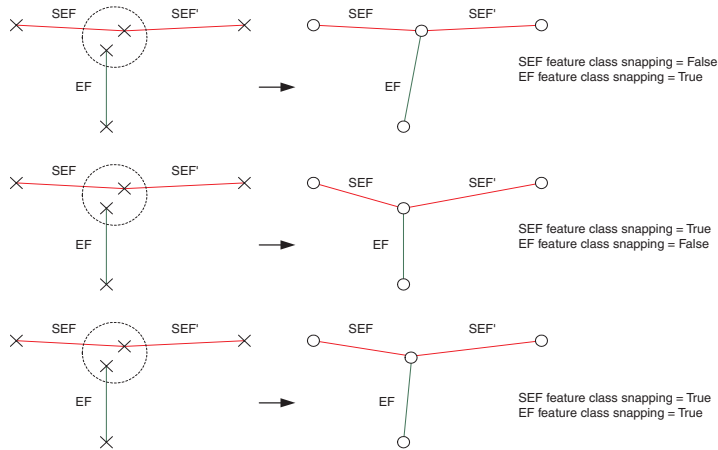 SEF SEF' SEF SEF'
SEF feature class snapping = False
EF feature class snapping = True
EF EF
SEF SEF' SEF SEF'
SEF feature class snapping = True
EF feature class snapping = False
EF EF
SEF SEF' SEF SEF'
EF EF
SEF feature class snapping = True
EF feature class snapping = True